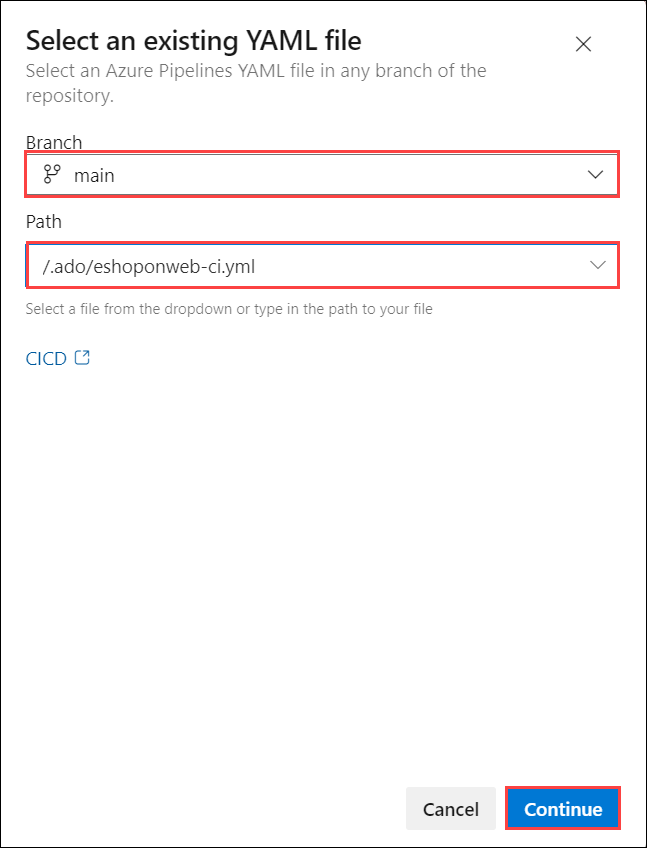 Select an existing YAML file
Select an Azure Pipelines YAML file in any branch of the
repository.
Branch
main
Path
/.ado/eshoponweb-ci.yml
Select a file from the dropdown or type in the path to your file
CICD
Cancel
Continue